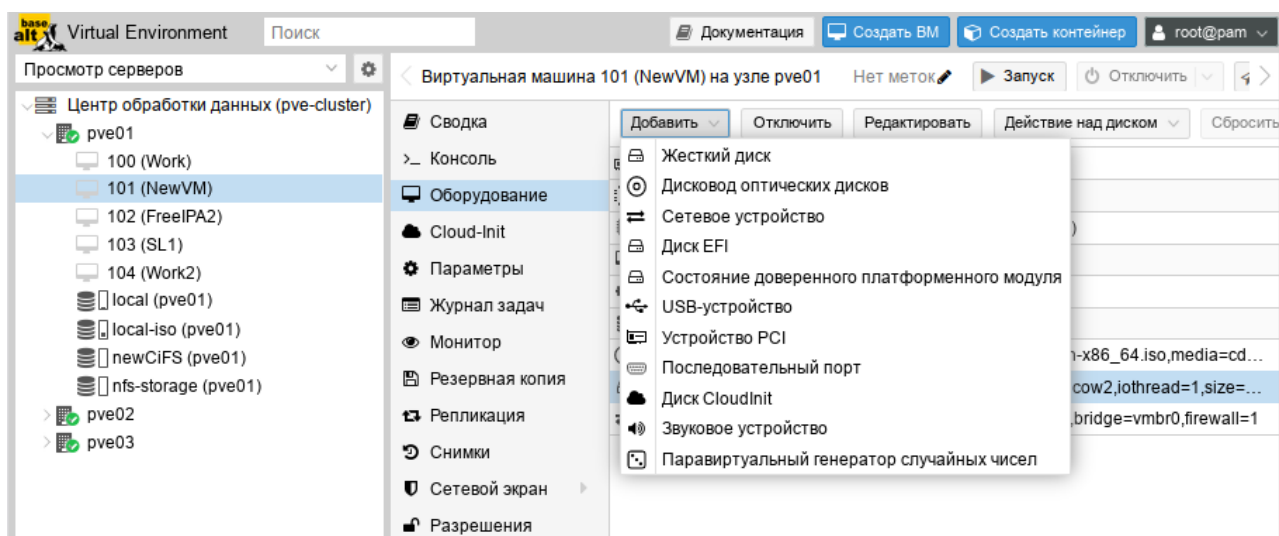 base
alt Virtual Environment Поиск Документация Создать ВМ Создать контейнер root@pam
Просмотр серверов
Центр обработки данных (pve-cluster)
pve01
100 (Work)
101 (NewVM)
102 (FreeIPA2)
103 (SL1)
104 (Work2)
local (pve01)
local-iso (pve01)
newCiFS (pve01)
nfs-storage (pve01)
pve02
pve03
Виртуальная машина 101 (NewVM) на узле pve01 Нет меток Запуск Отключить
Сводка
Консоль
Оборудование
Cloud-Init
Параметры
Журнал задач
Монитор
Резервная копия
Репликация
Снимки
Сетевой экран
Разрешения
Добавить Отключить Редактировать Действие над диском Сбросить
Жесткий диск
Дисковод оптических дисков
Сетевое устройство
Диск EFI
Состояние доверенного платформенного модуля
USB-устройство
Устройство PCI
Последовательный порт
Диск CloudInit
Звуковое устройство
Паравиртуальный генератор случайных чисел
)
-x86_64.iso,media=cd...
cow2,iothread=1,size=...
,bridge=vmbr0,firewall=1